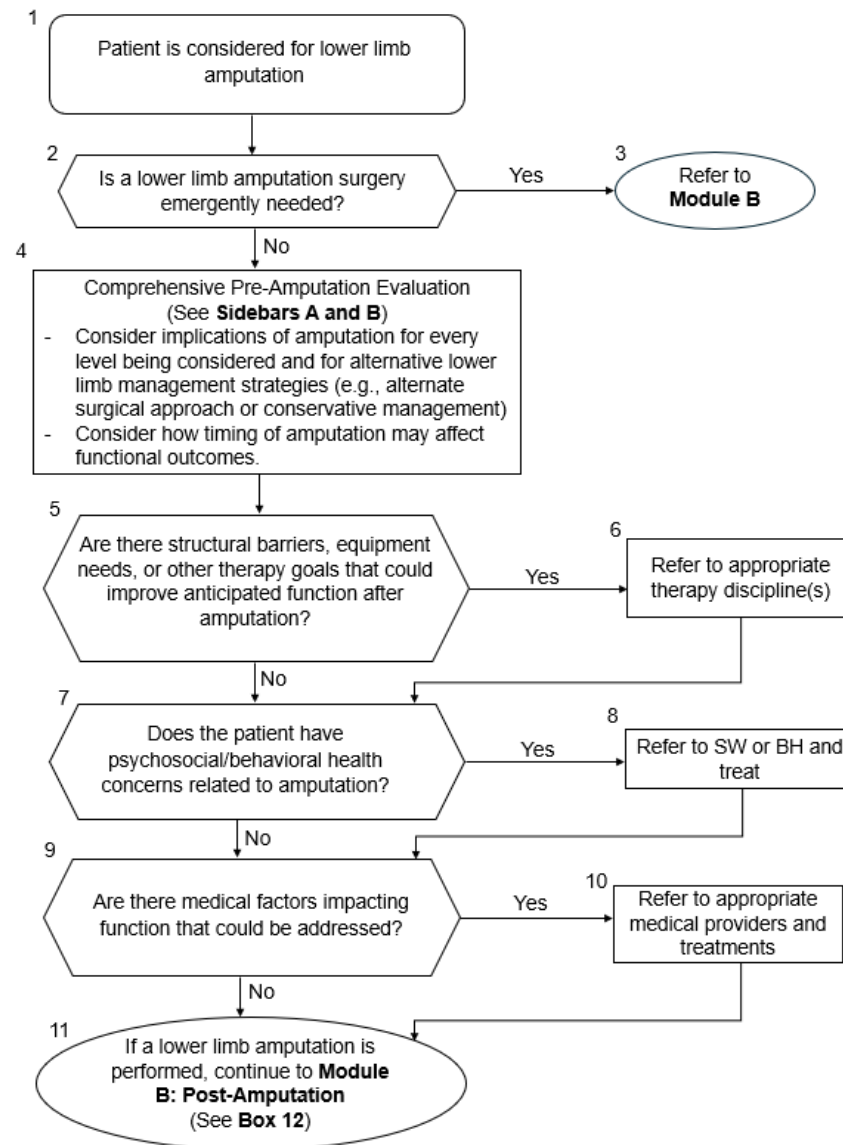 1
Patient is considered for lower limb
amputation
2
Is a lower limb amputation surgery
emergently needed?
Yes
3
Refer to
Module B
No
4
Comprehensive Pre-Amputation Evaluation
(See Sidebars A and B)
- Consider implications of amputation for every
level being considered and for alternative lower
limb management strategies (e.g., alternate
surgical approach or conservative management)
- Consider how timing of amputation may affect
functional outcomes.
5
Are there structural barriers, equipment
needs, or other therapy goals that could
improve anticipated function after
amputation?
Yes
6
Refer to appropriate
therapy discipline(s)
No
7
Does the patient have
psychosocial/behavioral health
concerns related to amputation?
Yes
8
Refer to SW or BH and
treat
No
9
Are there medical factors impacting
function that could be addressed?
Yes
10
Refer to appropriate
medical providers and
treatments
No
11
If a lower limb amputation is
performed, continue to Module
B: Post-Amputation
(See Box 12)